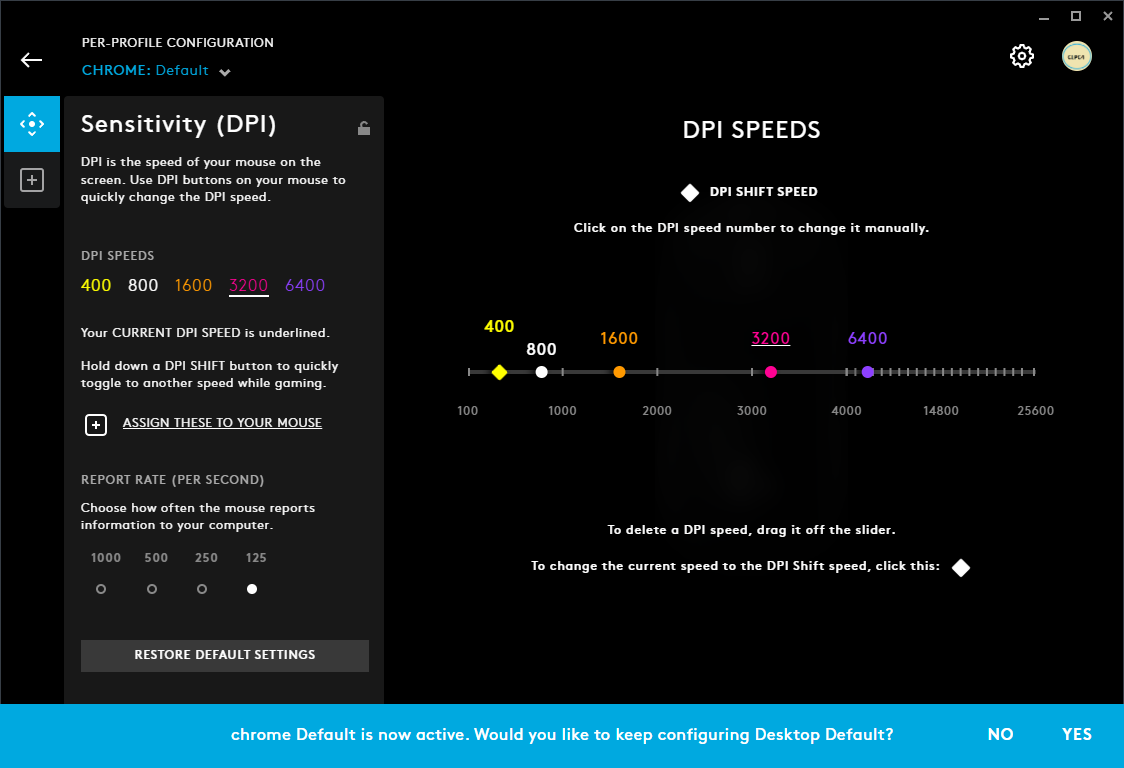 PER-PROFILE CONFIGURATION
CHROME: Default
Sensitivity (DPI)
DPI is the speed of your mouse on the
screen. Use DPI buttons on your mouse to
quickly change the DPI speed.
DPI SPEEDS
400 800 1600 3200 6400
Your CURRENT DPI SPEED is underlined.
Hold down a DPI SHIFT button to quickly
toggle to another speed while gaming.
ASSIGN THESE TO YOUR MOUSE
REPORT RATE (PER SECOND)
Choose how often the mouse reports
information to your computer.
1000 500 250 125
RESTORE DEFAULT SETTINGS
DPI SPEEDS
DPI SHIFT SPEED
Click on the DPI speed number to change it manually.
400 800 1600 3200 6400
100 1000 2000 3000 4000 14800 25600
To delete a DPI speed, drag it off the slider.
To change the current speed to the DPI Shift speed, click this:
chrome Default is now active. Would you like to keep configuring Desktop Default? NO YES